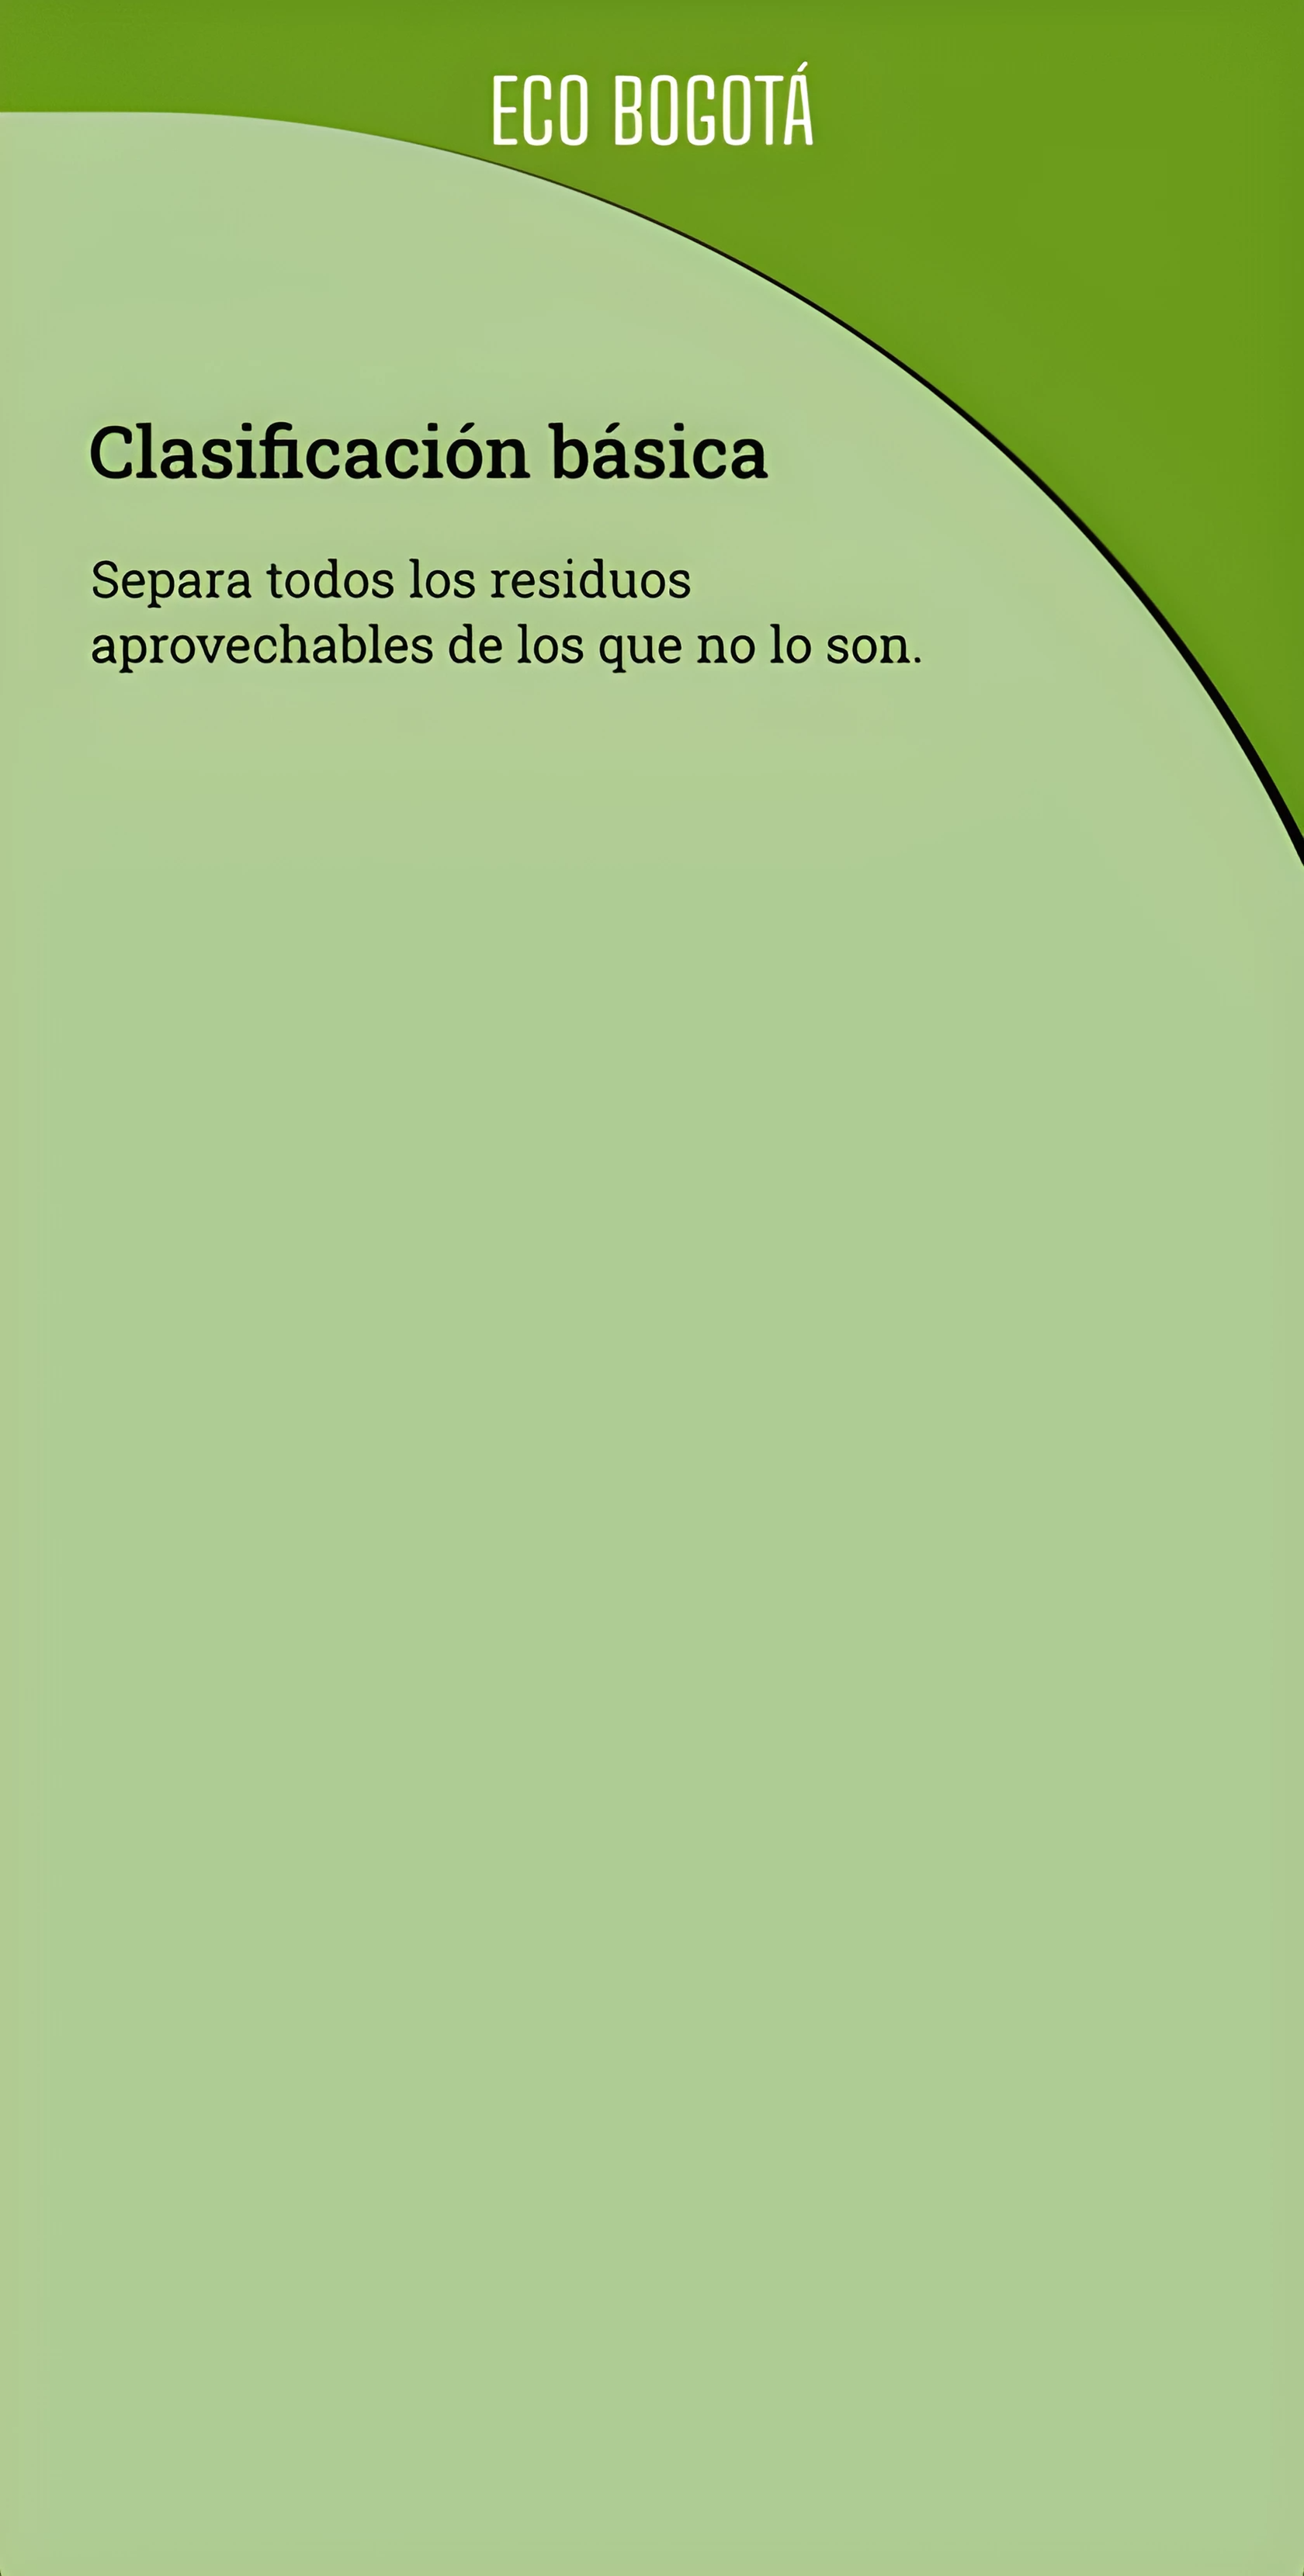 ECO BOGOTÁ
Clasificación básica
Separa todos los residuos
aprovechables de los que no lo son.